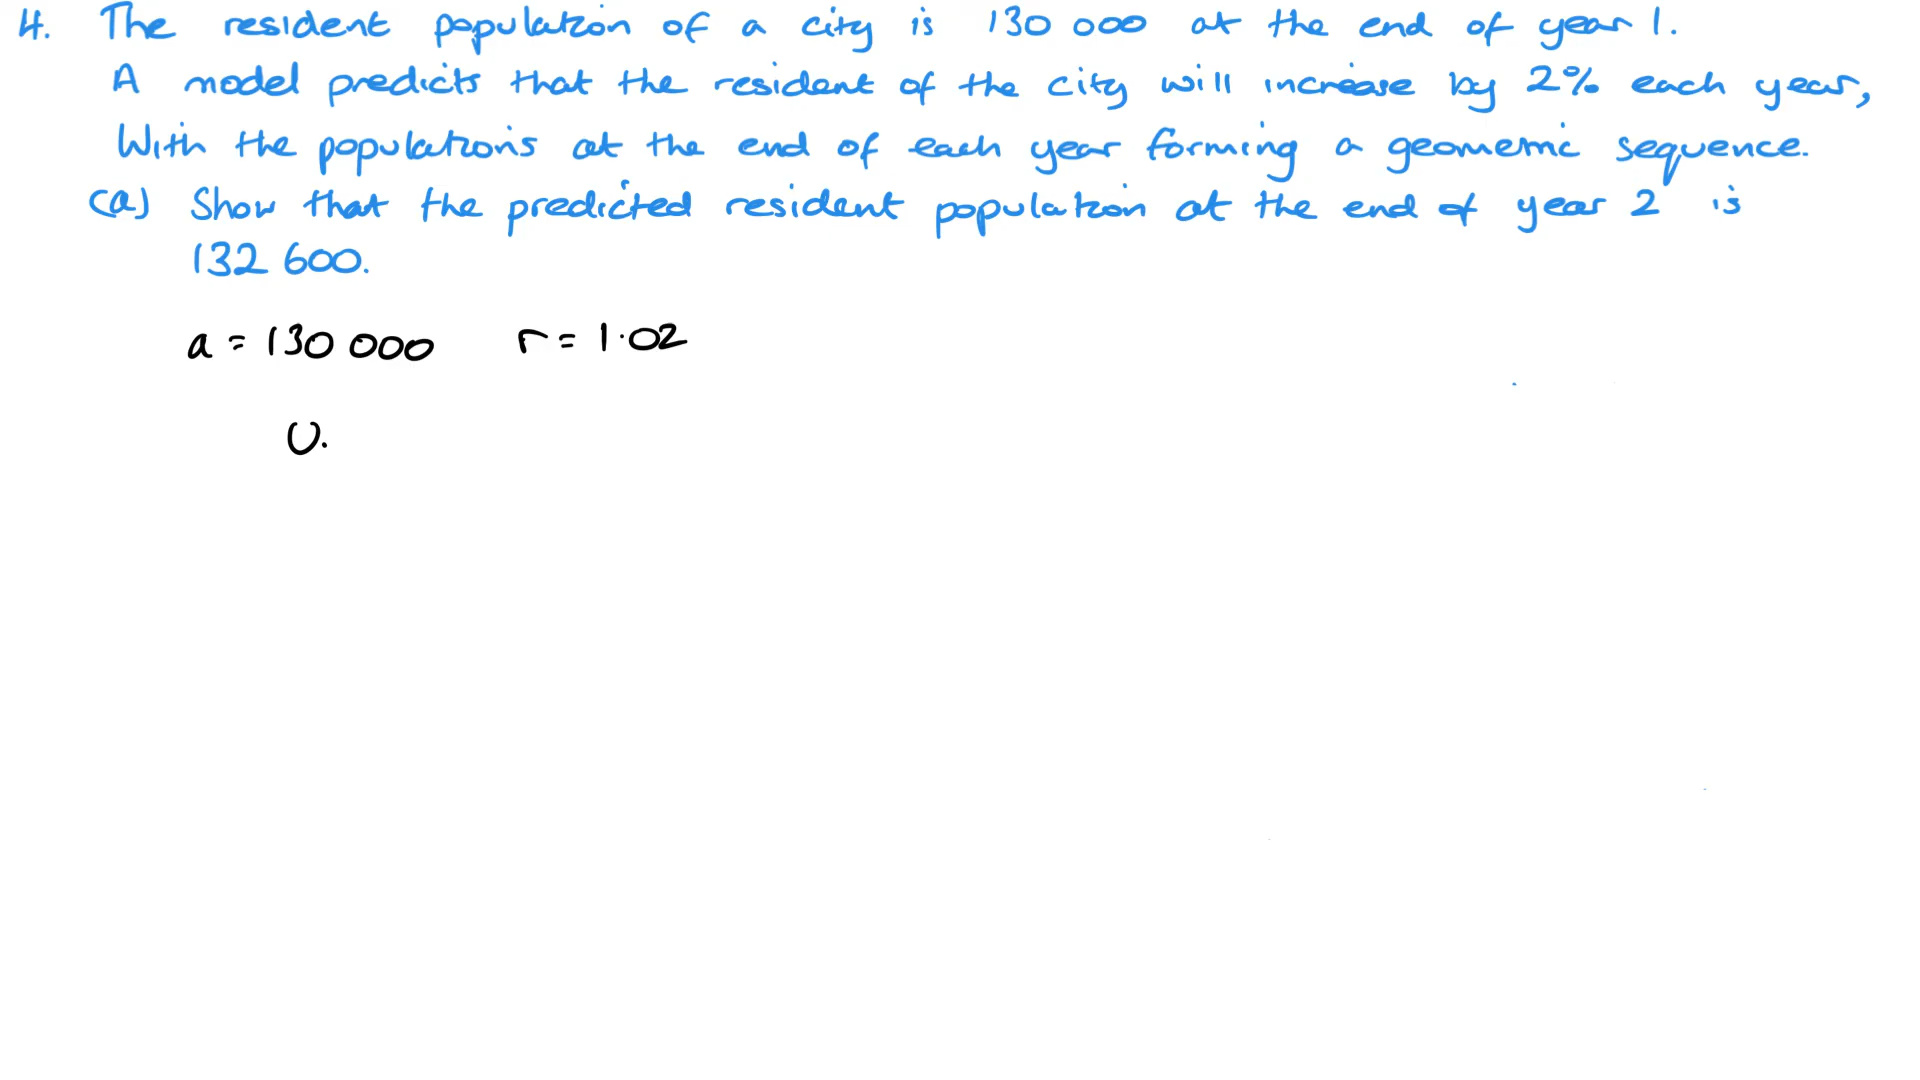 4. The resident population of a city is 130 000 at the end of year 1.
A model predicts that the resident of the city will increase by 2% each year,
With the populations at the end of each year forming a geometric sequence.
(a) Show that the predicted resident population at the end of year 2 is
132 600.
a = 130 000 r = 1.02
U.